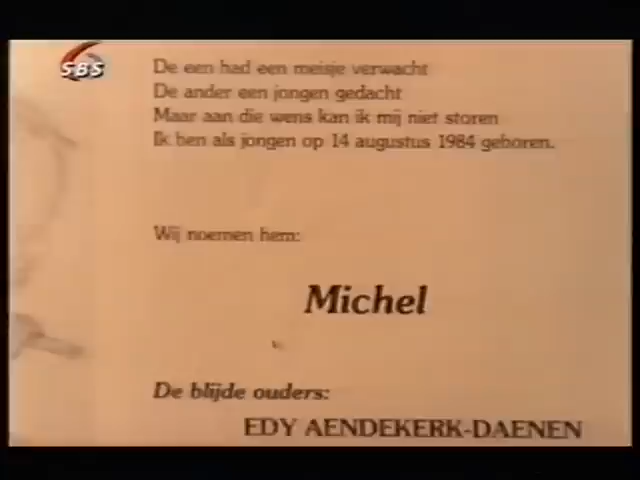 SBS
De een had een meisje verwacht
De ander een jongen gedacht
Maar aan die wens kan ik mij niet storen
Ik ben als jongen op 14 augustus 1984 geboren.
Wij noemen hem:
Michel
De blijde ouders:
EDY AENDEKERK-DAENEN